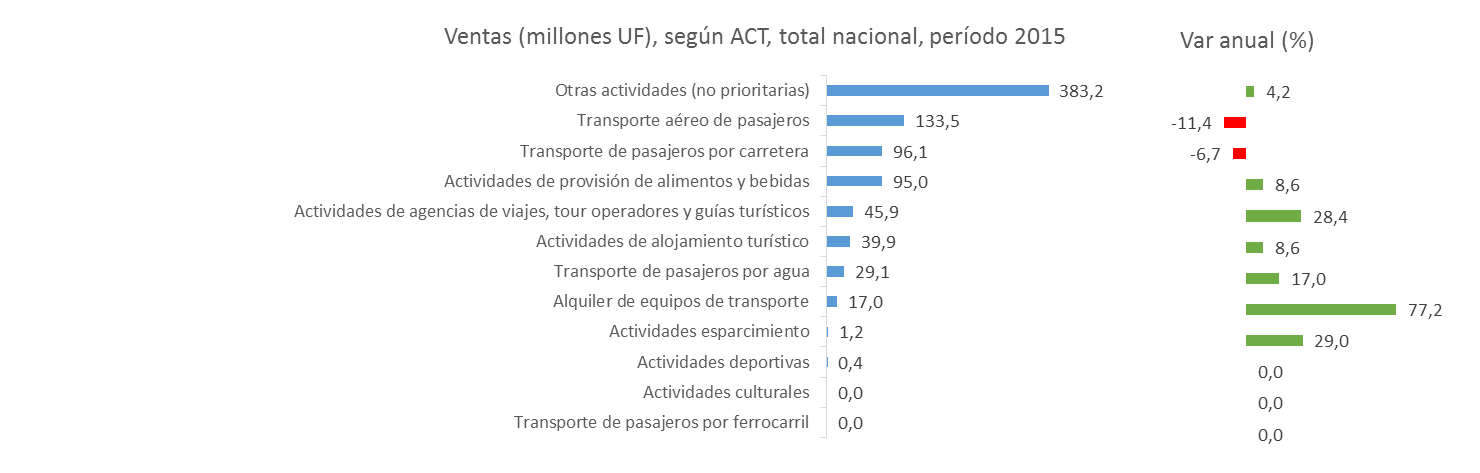 Ventas (millones UF), según ACT, total nacional, período 2015 Var anual (%)
Otras actividades (no prioritarias) 383,2 4,2
Transporte aéreo de pasajeros 133,5 -11,4
Transporte de pasajeros por carretera 96,1 -6,7
Actividades de provisión de alimentos y bebidas 95,0 8,6
Actividades de agencias de viajes, tour operadores y guías turísticos 45,9 28,4
Actividades de alojamiento turístico 39,9 8,6
Transporte de pasajeros por agua 29,1 17,0
Alquiler de equipos de transporte 17,0 77,2
Actividades esparcimiento 1,2 29,0
Actividades deportivas 0,4 0,0
Actividades culturales 0,0 0,0
Transporte de pasajeros por ferrocarril 0,0 0,0